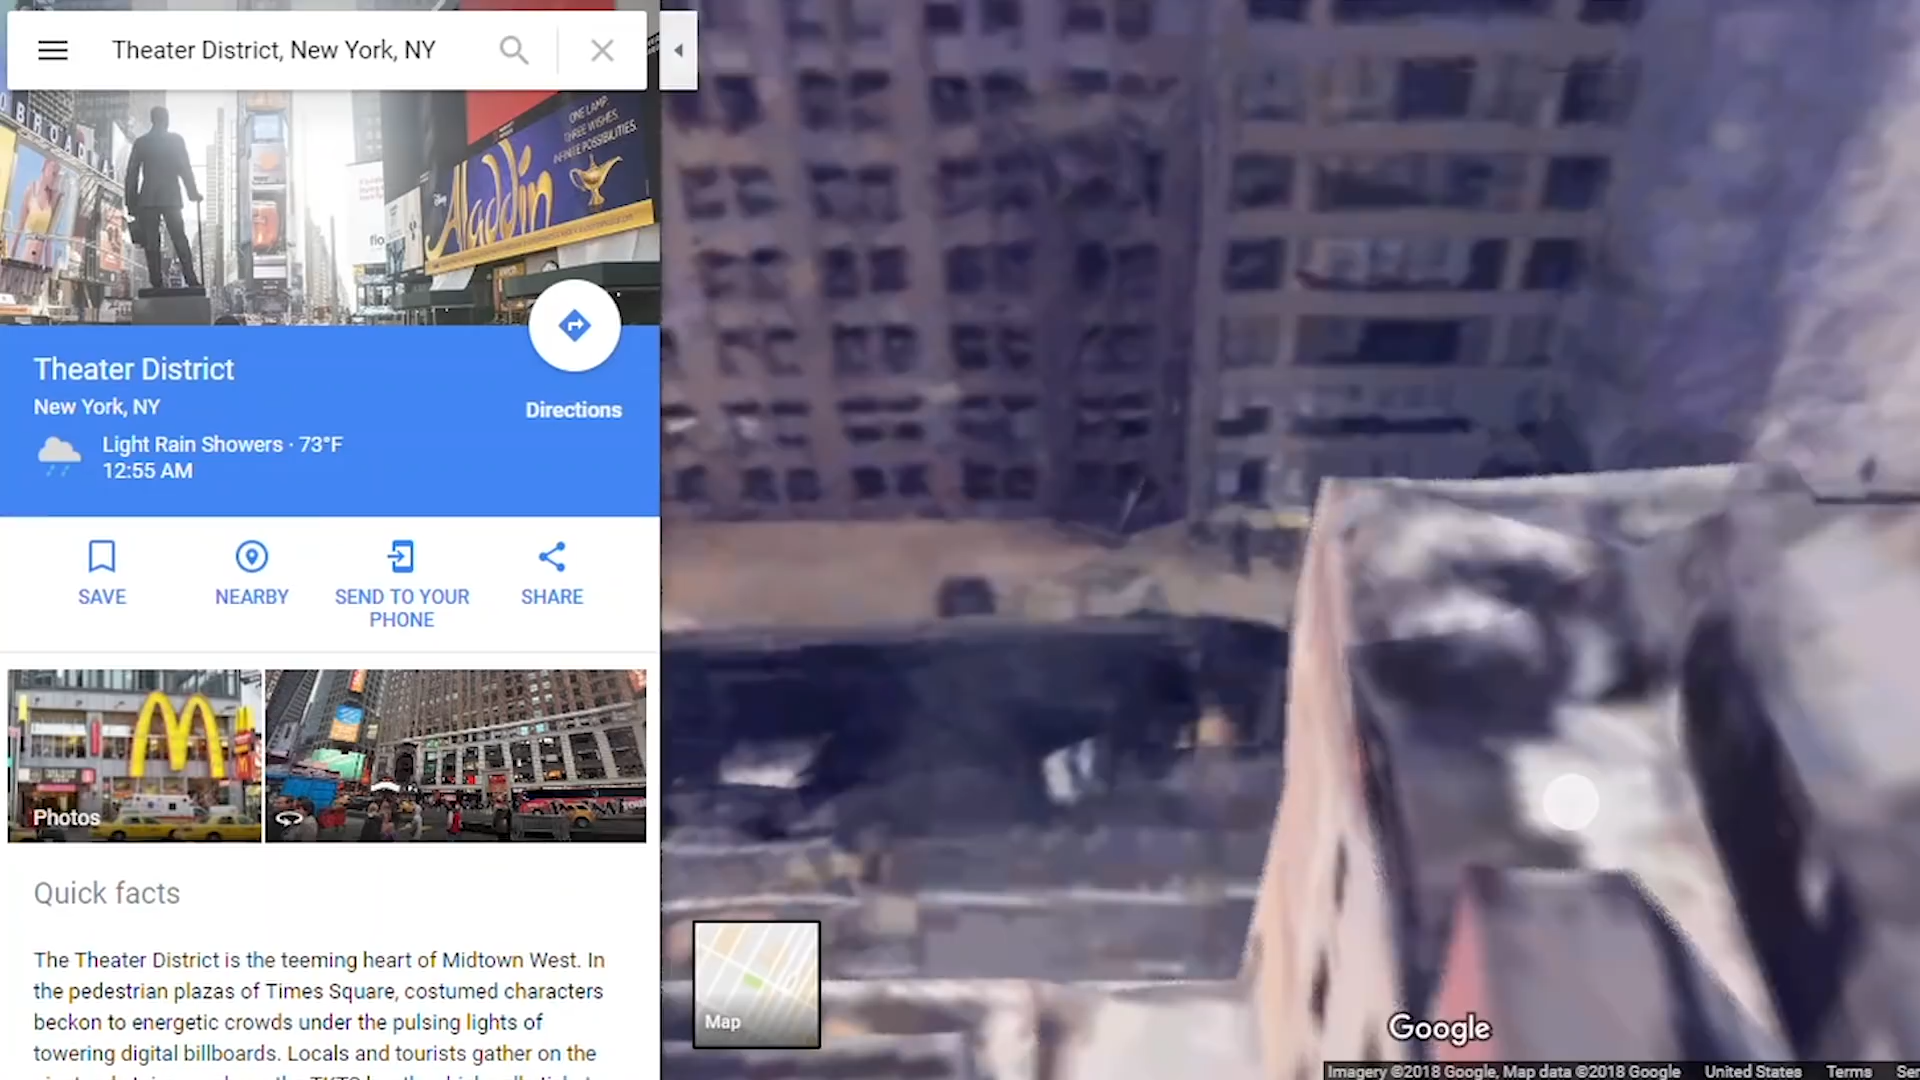 Theater District, New York, NY
BROADWA
ONE LAMP.
THREE WISHES.
INFINITE POSSIBILITIES.
Disney
Aladdin
flo
Theater District
New York, NY
Directions
Light Rain Showers · 73°F
12:55 AM
SAVE
NEARBY
SEND TO YOUR
PHONE
SHARE
Photos
Quick facts
The Theater District is the teeming heart of Midtown West. In
the pedestrian plazas of Times Square, costumed characters
beckon to energetic crowds under the pulsing lights of
towering digital billboards. Locals and tourists gather on the
Map
Google
Imagery ©2018 Google, Map data ©2018 Google
United States
Terms
Ser